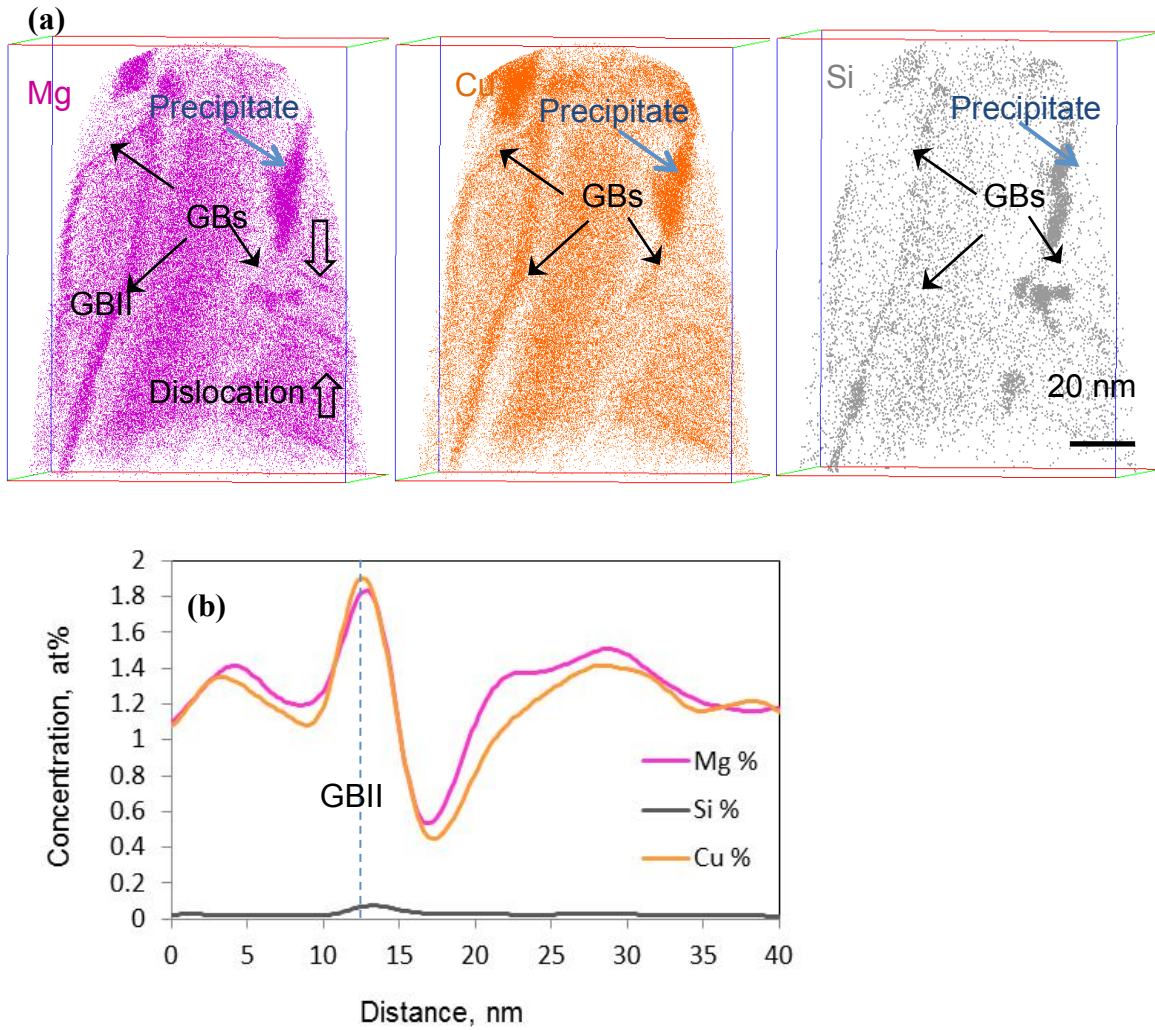 (a)
Mg
Precipitate
GBs
GBII
Dislocation
Cu
Precipitate
GBs
Si
Precipitate
GBs
20 nm
(b)
Concentration, at%
2
1.8
1.6
1.4
1.2
1
0.8
0.6
0.4
0.2
0
GBII
Mg %
Si %
Cu %
0 5 10 15 20 25 30 35 40
Distance, nm